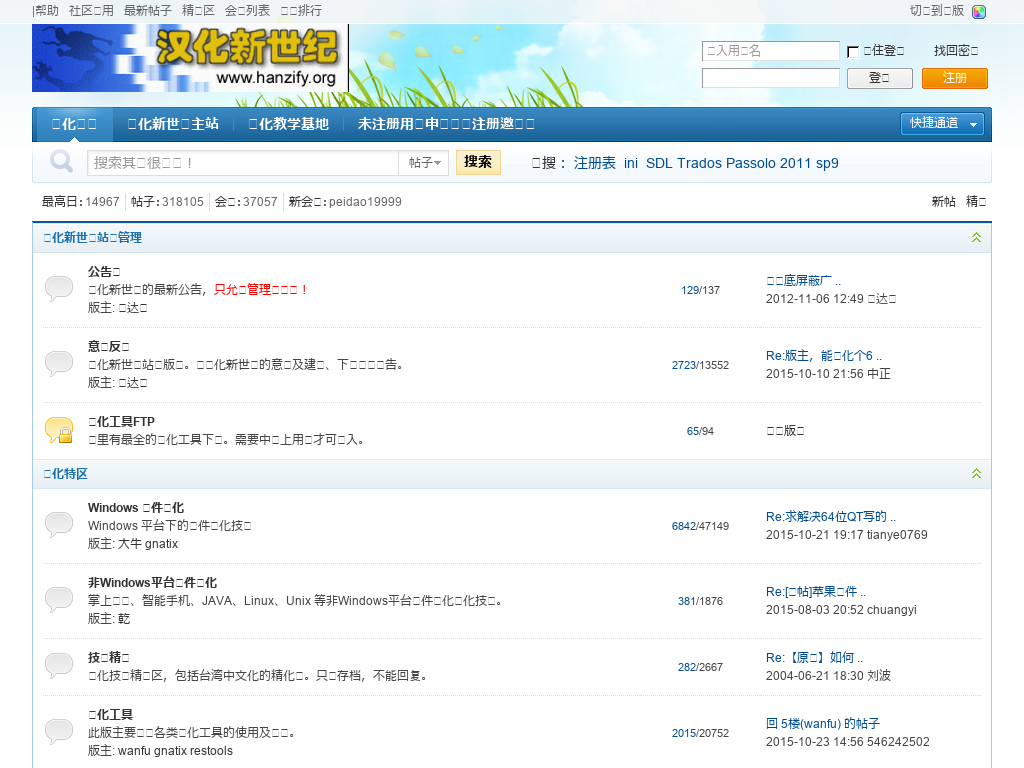 |帮助 社区□用 最新帖子 精□区 会□列表 □□排行 切□到□版
汉化新世纪
www.hanzify.org
□入用□名 □住登□ 找回密□
登□ 注册
□化□□ □化新世□主站 □化教学基地 未注册用□申□□□注册邀□□ 快捷通道
搜索其□很□□！ 帖子 搜索 □搜： 注册表 ini SDL Trados Passolo 2011 sp9
最高日:14967 帖子:318105 会□:37057 新会□:peidao19999 新帖 精□
□化新世□站□管理
公告□
□化新世□的最新公告，只允□管理□□□！ 129/137 □□底屏蔽广 ..
版主: □达□ 2012-11-06 12:49 □达□
意□反□
□化新世□站□版□。□□化新世□的意□及建□、下□□□□告。 2723/13552 Re:版主，能□化个6 ..
版主: □达□ 2015-10-10 21:56 中正
□化工具FTP
□里有最全的□化工具下□。需要中□上用□才可□入。 65/94 □□版□
□化特区
Windows □件□化
Windows 平台下的□件□化技□ 6842/47149 Re:求解决64位QT写的 ..
版主: 大牛 gnatix 2015-10-21 19:17 tianye0769
非Windows平台□件□化
掌上□□、智能手机、JAVA、Linux、Unix 等非Windows平台□件□化□化技□。 381/1876 Re:[□帖]苹果□件 ..
版主: 乾 2015-08-03 20:52 chuangyi
技□精□
□化技□精□区，包括台湾中文化的精化□。只□存档，不能回复。 282/2667 Re:【原□】如何 ..
2004-06-21 18:30 刘波
□化工具
此版主要□□各类□化工具的使用及□□。 2015/20752 回 5楼(wanfu) 的帖子
版主: wanfu gnatix restools 2015-10-23 14:56 546242502